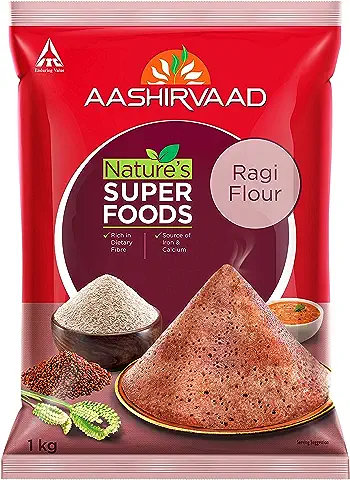 ITC
Enduring Value
AASHIRVAAD
Nature's
SUPER
FOODS
Ragi
Flour
✓ Rich in
Dietary
Fibre
✓ Source of
Iron &
Calcium
1 kg
Serving Suggestion